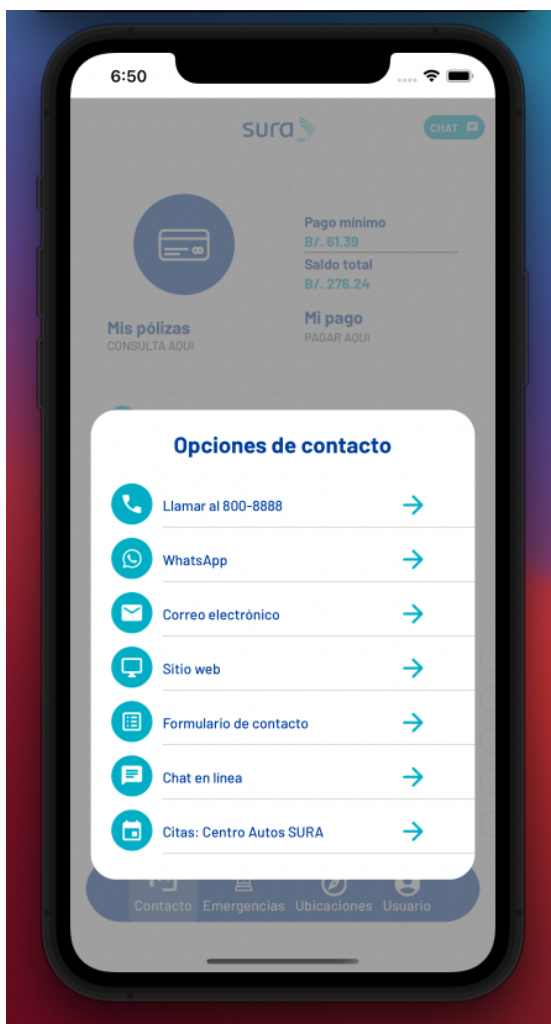 6:50
sura
CHAT
Pago mínimo
B/. 61.39
Saldo total
B/. 276.24
Mis pólizas
CONSULTA AQUI
Mi pago
PAGAR AQUI
Opciones de contacto
Llamar al 800-8888
WhatsApp
Correo electrónico
Sitio web
Formulario de contacto
Chat en línea
Citas: Centro Autos SURA
Contacto Emergencias Ubicaciones Usuario